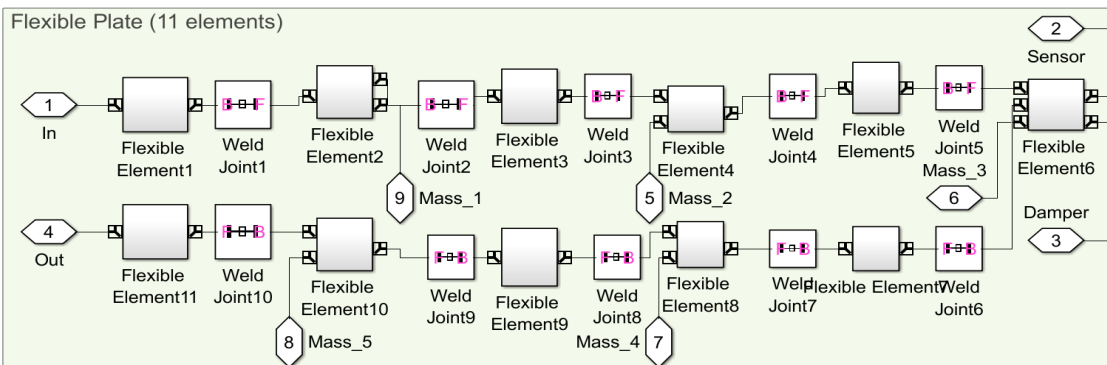 Flexible Plate (11 elements)
2
Sensor
1
In
Flexible
Element1
B F
Weld
Joint1
Flexible
Element2
B F
Weld
Joint2
Flexible
Element3
B F
Weld
Joint3
Flexible
Element4
B F
Weld
Joint4
Flexible
Element5
B F
Weld
Joint5
Flexible
Element6
9
Mass_1
5
Mass_2
Mass_3
6
Damper
3
4
Out
Flexible
Element11
F B
Weld
Joint10
Flexible
Element10
F B
Weld
Joint9
Flexible
Element9
F B
Weld
Joint8
Flexible
Element8
F B
Weld
Joint7
Flexible Element7
F B
Weld
Joint6
8
Mass_5
Mass_4
7